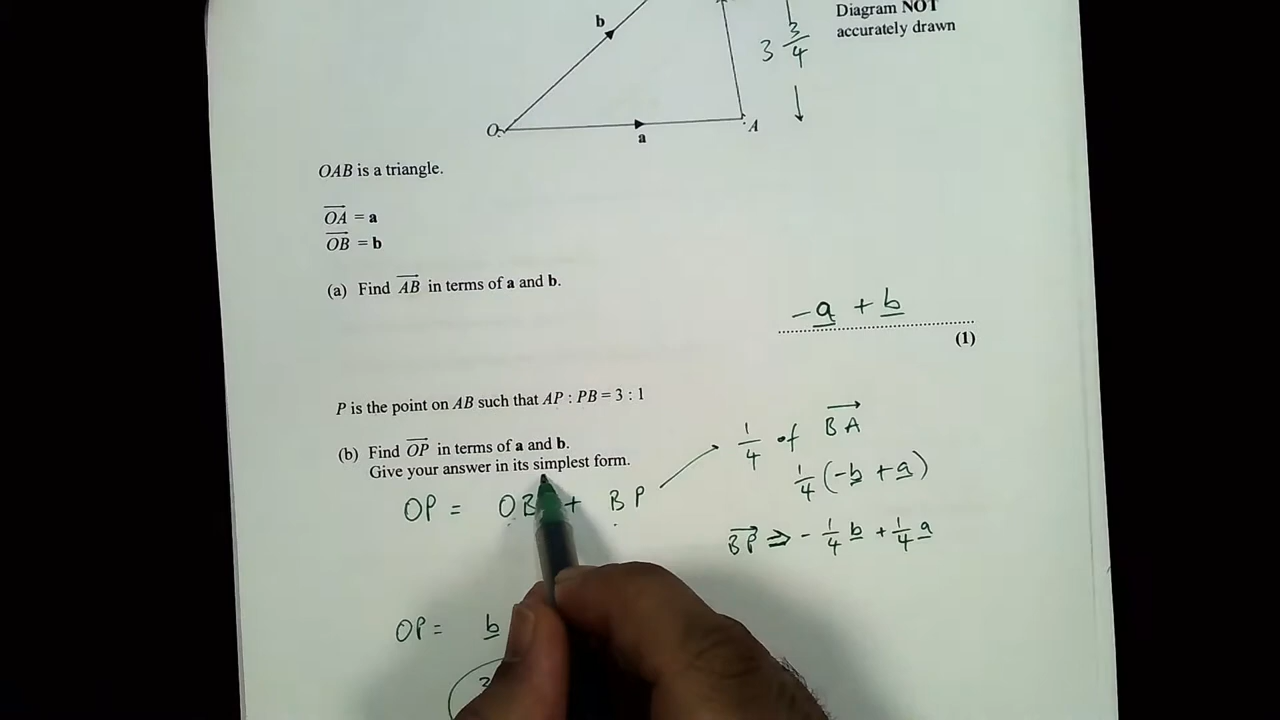 Diagram NOT
accurately drawn
b
3 3/4
O
a
A
OAB is a triangle.
OA = a
OB = b
(a) Find AB in terms of a and b.
-a + b
(1)
P is the point on AB such that AP : PB = 3 : 1
(b) Find OP in terms of a and b.
Give your answer in its simplest form.
OP = OB + BP
1/4 of BA
1/4 (-b + a)
BP ⇒ - 1/4 b + 1/4 a
OP = b